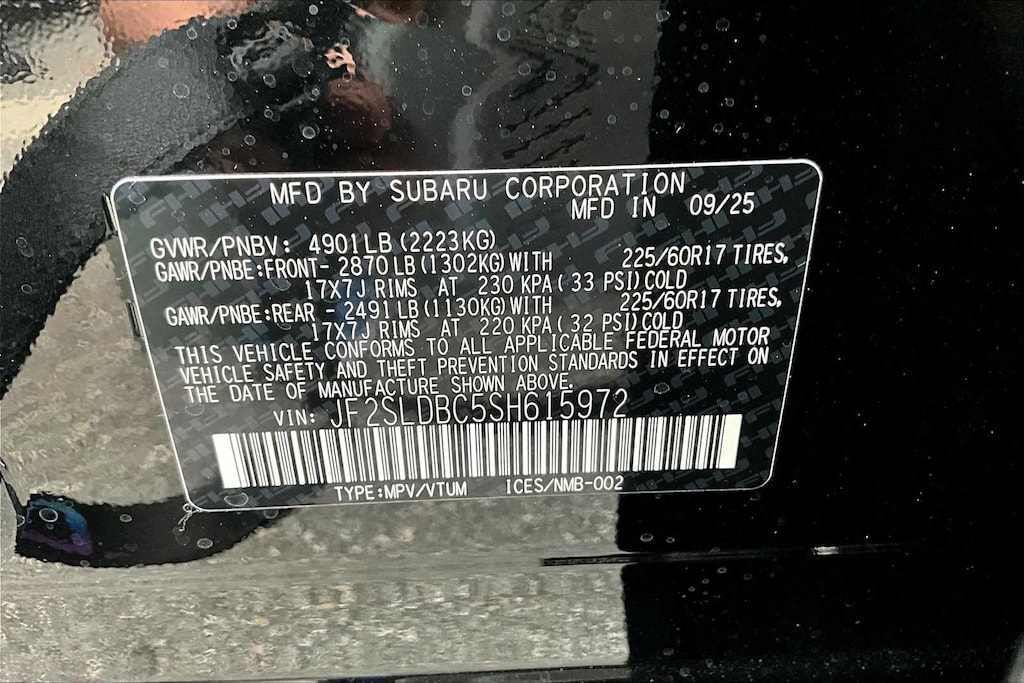 MFD BY SUBARU CORPORATION
MFD IN 09/25
GVWR/PNBV: 4901LB (2223KG)
GAWR/PNBE:FRONT- 2870LB (1302KG) WITH 225/60R17 TIRES,
17X7J RIMS AT 230 KPA (33 PSI) COLD
GAWR/PNBE:REAR - 2491LB (1130KG) WITH 225/60R17 TIRES,
17X7J RIMS AT 220 KPA (32 PSI) COLD
THIS VEHICLE CONFORMS TO ALL APPLICABLE FEDERAL MOTOR
VEHICLE SAFETY AND THEFT PREVENTION STANDARDS IN EFFECT ON
THE DATE OF MANUFACTURE SHOWN ABOVE.
VIN: JF2SLDBC5SH615972
TYPE:MPV/VTUM ICES/NMB-002